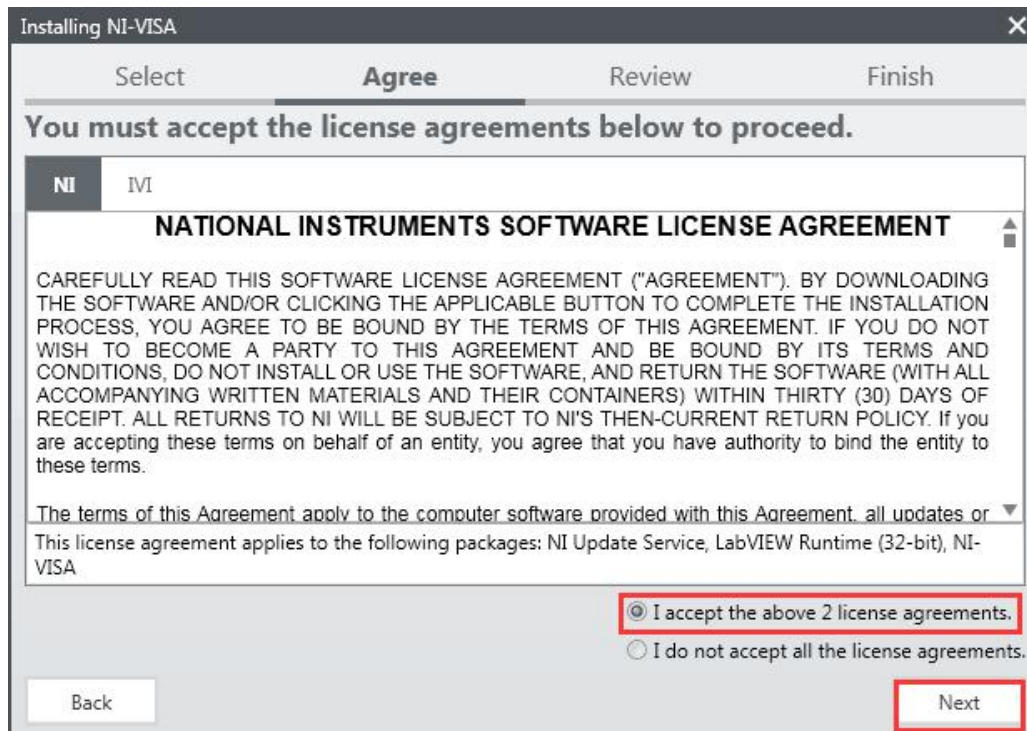 Installing NI-VISA
Select Agree Review Finish
You must accept the license agreements below to proceed.
NI IVI
NATIONAL INSTRUMENTS SOFTWARE LICENSE AGREEMENT
CAREFULLY READ THIS SOFTWARE LICENSE AGREEMENT ("AGREEMENT"). BY DOWNLOADING
THE SOFTWARE AND/OR CLICKING THE APPLICABLE BUTTON TO COMPLETE THE INSTALLATION
PROCESS, YOU AGREE TO BE BOUND BY THE TERMS OF THIS AGREEMENT. IF YOU DO NOT
WISH TO BECOME A PARTY TO THIS AGREEMENT AND BE BOUND BY ITS TERMS AND
CONDITIONS, DO NOT INSTALL OR USE THE SOFTWARE, AND RETURN THE SOFTWARE (WITH ALL
ACCOMPANYING WRITTEN MATERIALS AND THEIR CONTAINERS) WITHIN THIRTY (30) DAYS OF
RECEIPT. ALL RETURNS TO NI WILL BE SUBJECT TO NI'S THEN-CURRENT RETURN POLICY. If you
are accepting these terms on behalf of an entity, you agree that you have authority to bind the entity to
these terms.
The terms of this Agreement apply to the computer software provided with this Agreement, all updates or
This license agreement applies to the following packages: NI Update Service, LabVIEW Runtime (32-bit), NI-
VISA
I accept the above 2 license agreements.
I do not accept all the license agreements.
Back Next